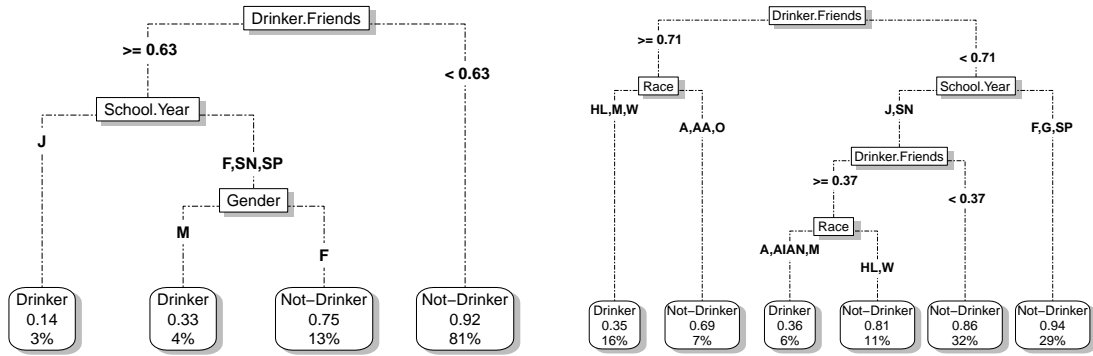 Drinker.Friends
>= 0.63
< 0.63
School.Year
J
F,SN,SP
Gender
M
F
Drinker
0.14
3%
Drinker
0.33
4%
Not−Drinker
0.75
13%
Not−Drinker
0.92
81%
Drinker.Friends
>= 0.71
< 0.71
Race
School.Year
HL,M,W
A,AA,O
J,SN
F,G,SP
Drinker.Friends
>= 0.37
< 0.37
Race
A,AIAN,M
HL,W
Drinker
0.35
16%
Not−Drinker
0.69
7%
Drinker
0.36
6%
Not−Drinker
0.81
11%
Not−Drinker
0.86
32%
Not−Drinker
0.94
29%